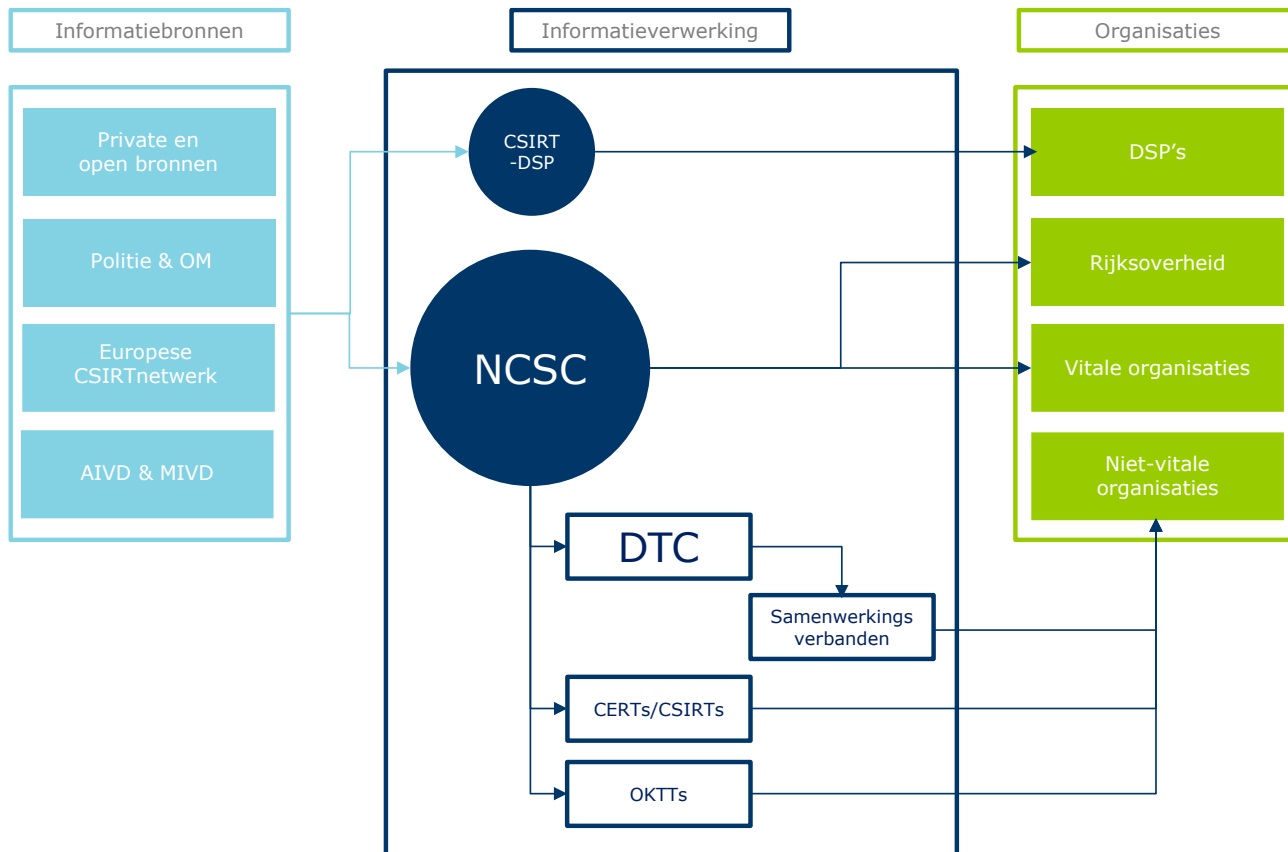 Informatiebronnen
Informatieverwerking
Organisaties
Private en
open bronnen
Politie & OM
Europese
CSIRTnetwerk
AIVD & MIVD
CSIRT
-DSP
NCSC
DTC
Samenwerkings
verbanden
CERTs/CSIRTs
OKTTs
DSP's
Rijksoverheid
Vitale organisaties
Niet-vitale
organisaties